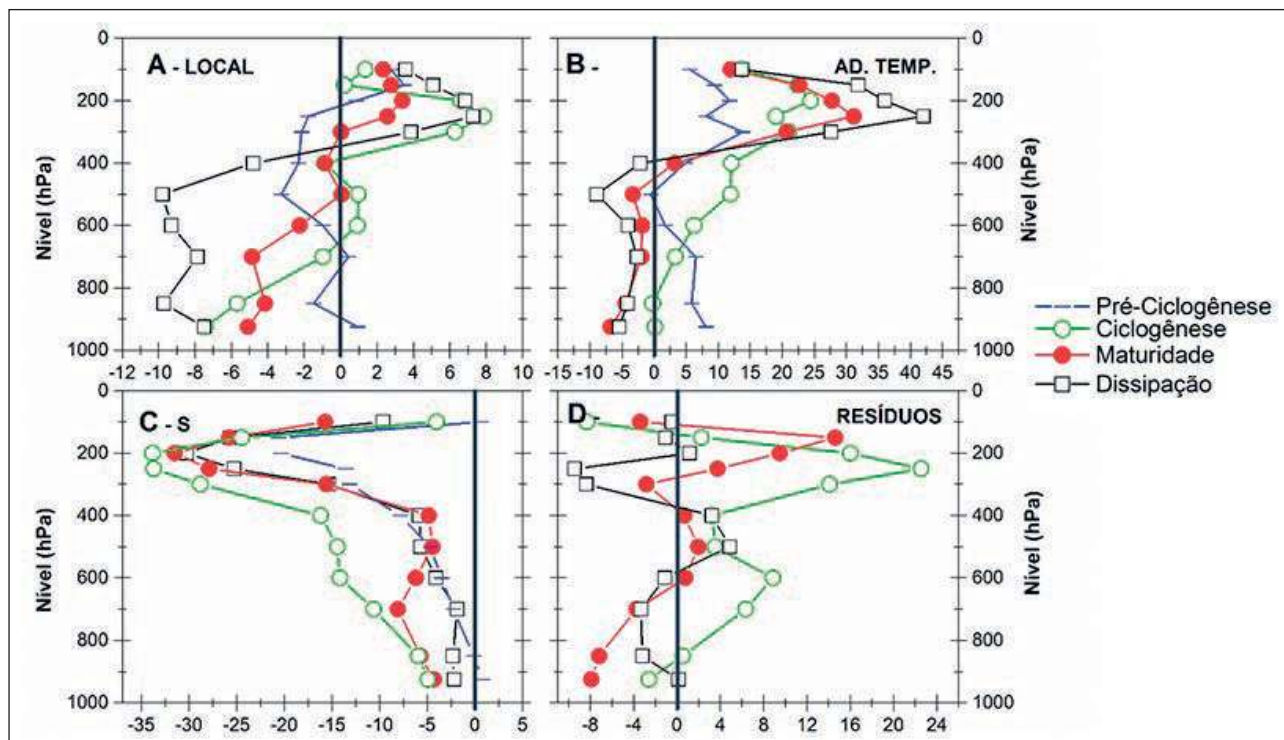 A - LOCAL
Nível (hPa)
0
200
400
600
800
1000
-12 -10 -8 -6 -4 -2 0 2 4 6 8 10
B - AD. TEMP.
0
200
400
600
800
1000
Nível (hPa)
-15 -10 -5 0 5 10 15 20 25 30 35 40 45
C - S
Nível (hPa)
0
200
400
600
800
1000
-35 -30 -25 -20 -15 -10 -5 0
D - RESÍDUOS
0
200
400
600
800
1000
Nível (hPa)
-8 -4 0 4 8 12 16 20 24
Pré-Ciclogênese
Ciclogênese
Maturidade
Dissipação